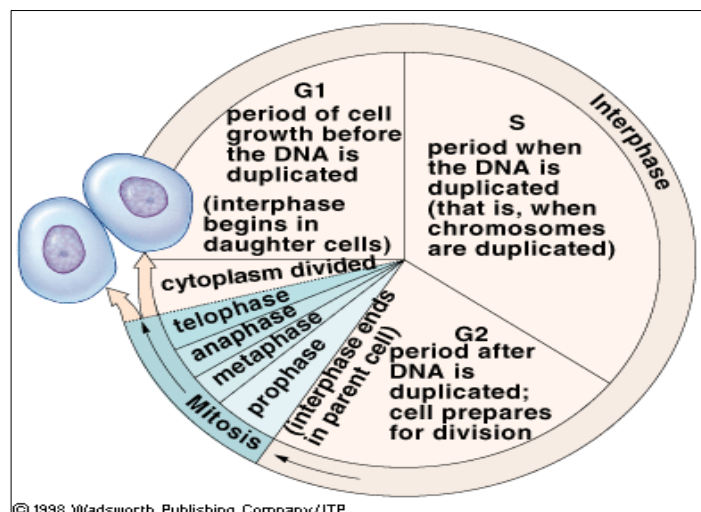 G1
period of cell
growth before
the DNA is
duplicated
(interphase
begins in
daughter cells)
S
period when
the DNA is
duplicated
(that is, when
chromosomes
are duplicated)
Interphase
G2
period after
DNA is
duplicated;
cell prepares
for division
(interphase ends
in parent cell)
prophase
metaphase
anaphase
telophase
cytoplasm divided
Mitosis
© 1998 Wadsworth Publishing Company/ITP